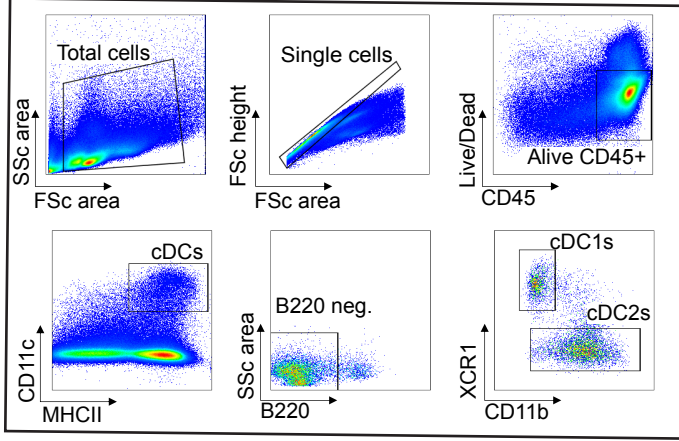 Total cells
SSc area
FSc area
Single cells
FSc height
FSc area
Live/Dead
Alive CD45+
CD45
cDCs
CD11c
MHCII
B220 neg.
SSc area
B220
cDC1s
cDC2s
XCR1
CD11b